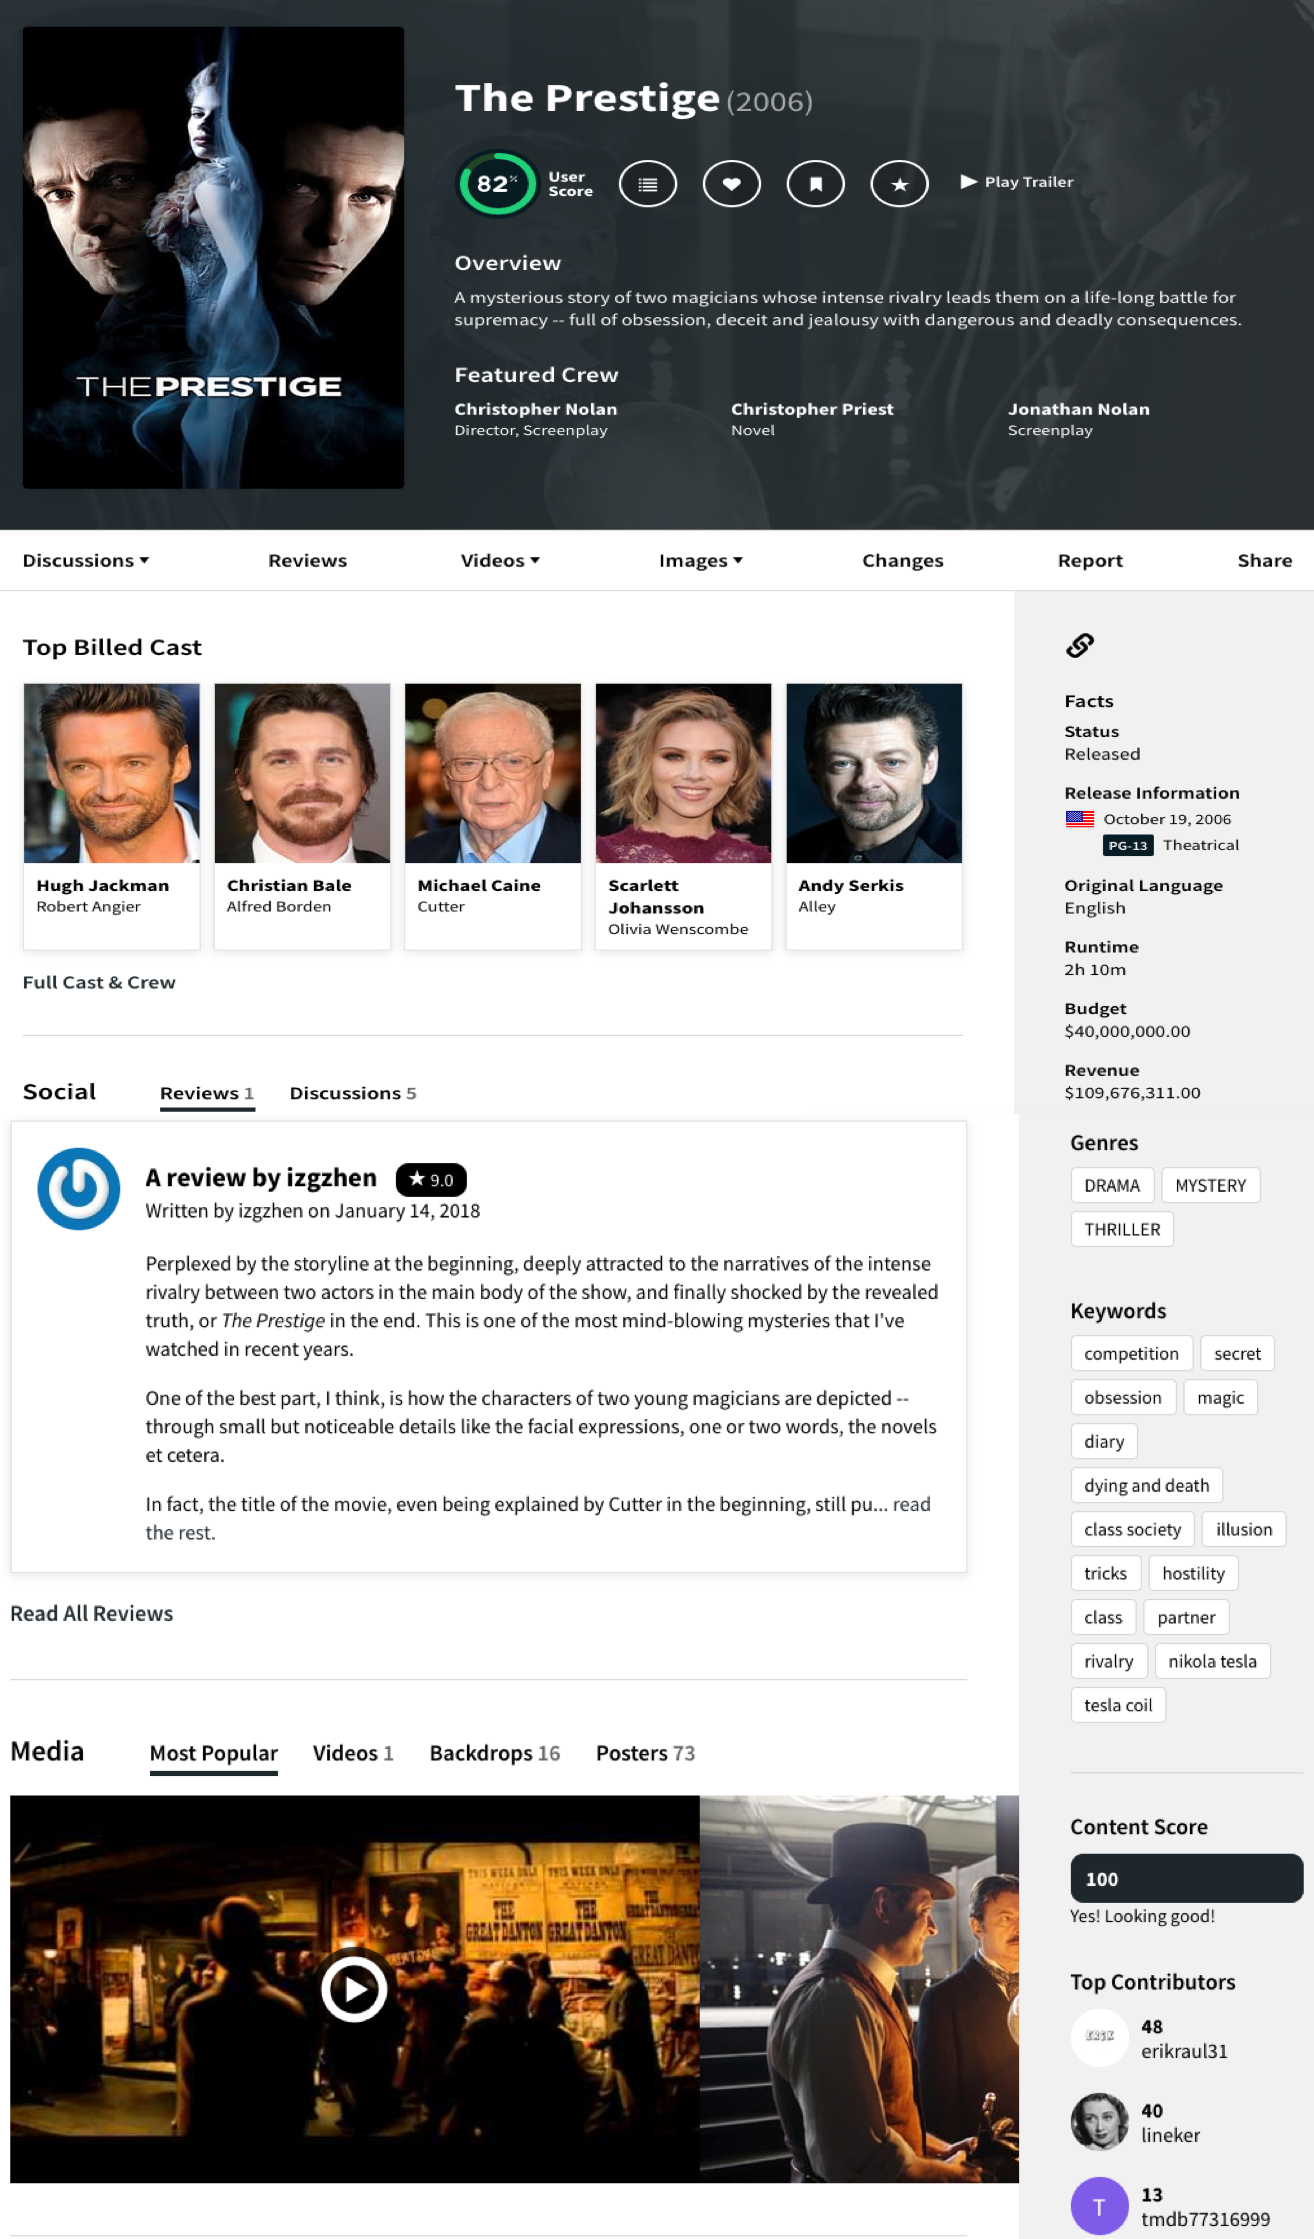 THE PRESTIGE
The Prestige (2006)
82%
User
Score
Play Trailer
Overview
A mysterious story of two magicians whose intense rivalry leads them on a life-long battle for
supremacy -- full of obsession, deceit and jealousy with dangerous and deadly consequences.
Featured Crew
Christopher Nolan
Director, Screenplay
Christopher Priest
Novel
Jonathan Nolan
Screenplay
Discussions
Reviews
Videos
Images
Changes
Report
Share
Top Billed Cast
Hugh Jackman
Robert Angier
Christian Bale
Alfred Borden
Michael Caine
Cutter
Scarlett
Johansson
Olivia Wenscombe
Andy Serkis
Alley
Full Cast & Crew
Facts
Status
Released
Release Information
October 19, 2006
PG-13 Theatrical
Original Language
English
Runtime
2h 10m
Budget
$40,000,000.00
Revenue
$109,676,311.00
Social
Reviews 1
Discussions 5
A review by izgzhen
★ 9.0
Written by izgzhen on January 14, 2018
Perplexed by the storyline at the beginning, deeply attracted to the narratives of the intense
rivalry between two actors in the main body of the show, and finally shocked by the revealed
truth, or The Prestige in the end. This is one of the most mind-blowing mysteries that I've
watched in recent years.
One of the best part, I think, is how the characters of two young magicians are depicted --
through small but noticeable details like the facial expressions, one or two words, the novels
et cetera.
In fact, the title of the movie, even being explained by Cutter in the beginning, still pu... read
the rest.
Read All Reviews
Genres
DRAMA
MYSTERY
THRILLER
Keywords
competition
secret
obsession
magic
diary
dying and death
class society
illusion
tricks
hostility
class
partner
rivalry
nikola tesla
tesla coil
Media
Most Popular
Videos 1
Backdrops 16
Posters 73
THIS WEEK ONLY
THIS WEEK ONLY
THE
GREAT DANTON
THE
GREAT DANTON
GREAT DANTON
Content Score
100
Yes! Looking good!
Top Contributors
ERIK
48
erikraul31
40
lineker
T
13
tmdb77316999